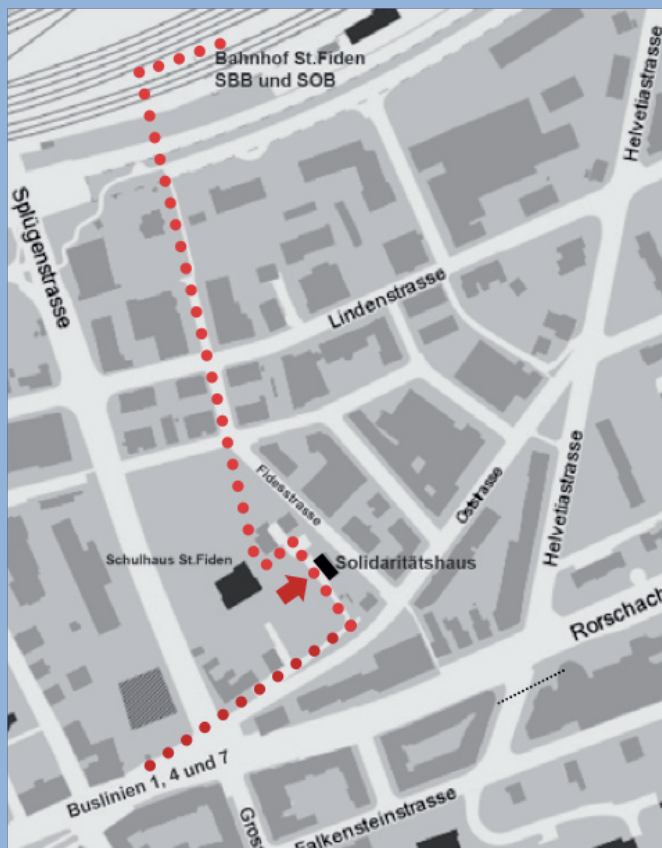 Bahnhof St.Fiden
SBB und SOB
Helvetiastrasse
Splügenstrasse
Lindenstrasse
Fidesstrasse
Oststrasse
Helvetiastrasse
Schulhaus St.Fiden
Solidaritätshaus
Rorschach
Buslinien 1, 4 und 7
Gros
Falkensteinstrasse